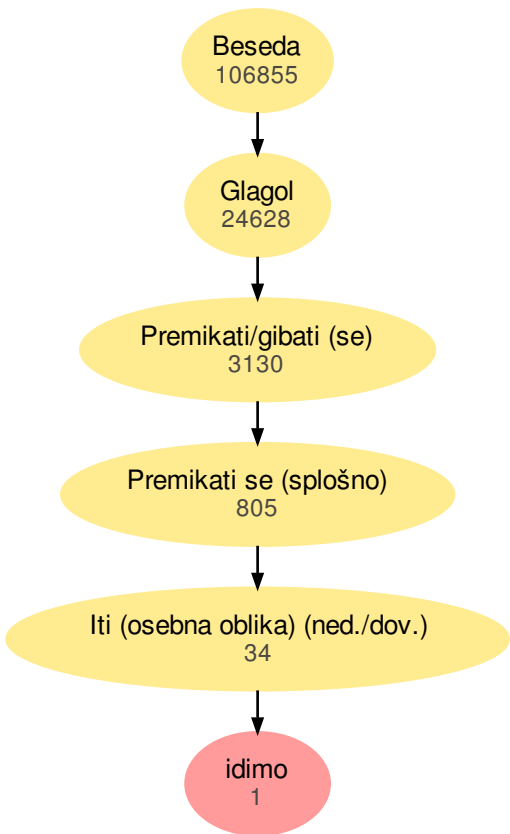 Beseda
106855
Glagol
24628
Premikati/gibati (se)
3130
Premikati se (splošno)
805
Iti (osebna oblika) (ned./dov.)
34
idimo
1